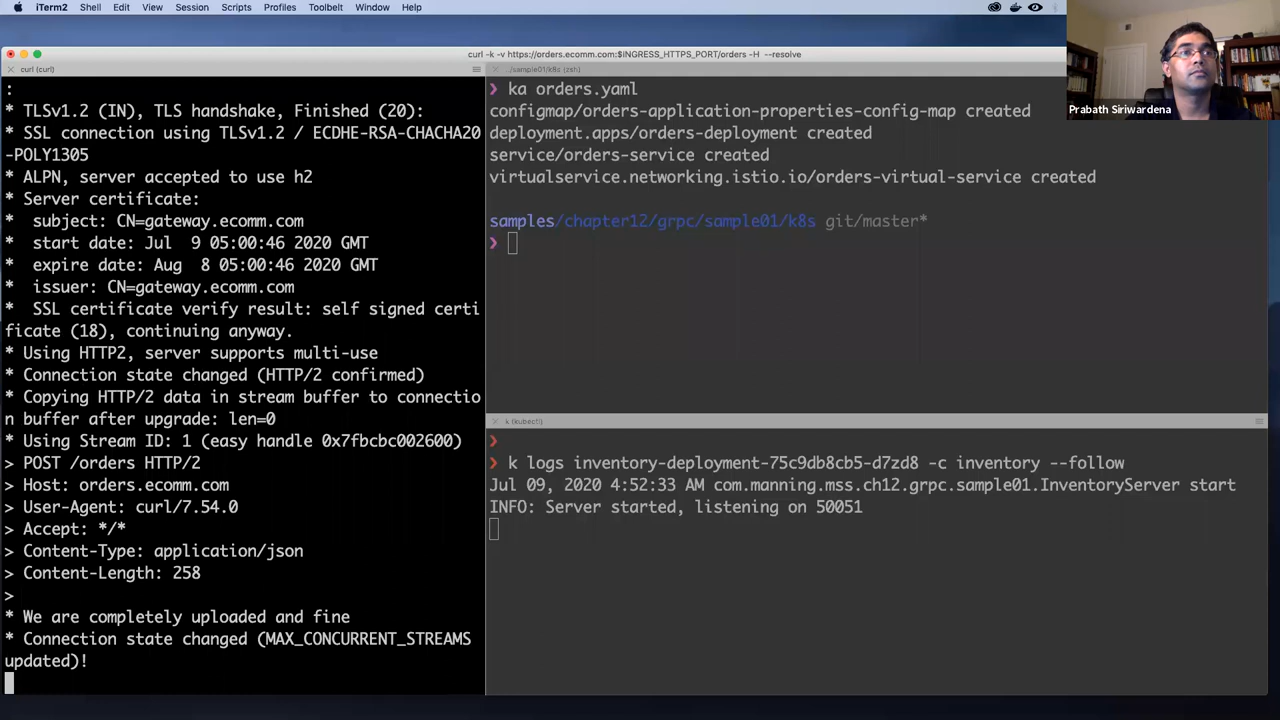 iTerm2 Shell Edit View Session Scripts Profiles Toolbelt Window Help
curl -k -v https://orders.ecomm.com:$INGRESS_HTTPS_PORT/orders -H --resolve
Prabath Siriwardena
curl (curl)
:
* TLSv1.2 (IN), TLS handshake, Finished (20):
* SSL connection using TLSv1.2 / ECDHE-RSA-CHACHA20
-POLY1305
* ALPN, server accepted to use h2
* Server certificate:
*  subject: CN=gateway.ecomm.com
*  start date: Jul  9 05:00:46 2020 GMT
*  expire date: Aug  8 05:00:46 2020 GMT
*  issuer: CN=gateway.ecomm.com
*  SSL certificate verify result: self signed certi
ficate (18), continuing anyway.
* Using HTTP2, server supports multi-use
* Connection state changed (HTTP/2 confirmed)
* Copying HTTP/2 data in stream buffer to connectio
n buffer after upgrade: len=0
* Using Stream ID: 1 (easy handle 0x7fbcbc002600)
> POST /orders HTTP/2
> Host: orders.ecomm.com
> User-Agent: curl/7.54.0
> Accept: */*
> Content-Type: application/json
> Content-Length: 258
>
* We are completely uploaded and fine
* Connection state changed (MAX_CONCURRENT_STREAMS
updated)!
../sample01/k8s (zsh)
❯ ka orders.yaml
configmap/orders-application-properties-config-map created
deployment.apps/orders-deployment created
service/orders-service created
virtualservice.networking.istio.io/orders-virtual-service created
samples/chapter12/grpc/sample01/k8s git/master*
❯
k (kubectl)
❯
❯ k logs inventory-deployment-75c9db8cb5-d7zd8 -c inventory --follow
Jul 09, 2020 4:52:33 AM com.manning.mss.ch12.grpc.sample01.InventoryServer start
INFO: Server started, listening on 50051